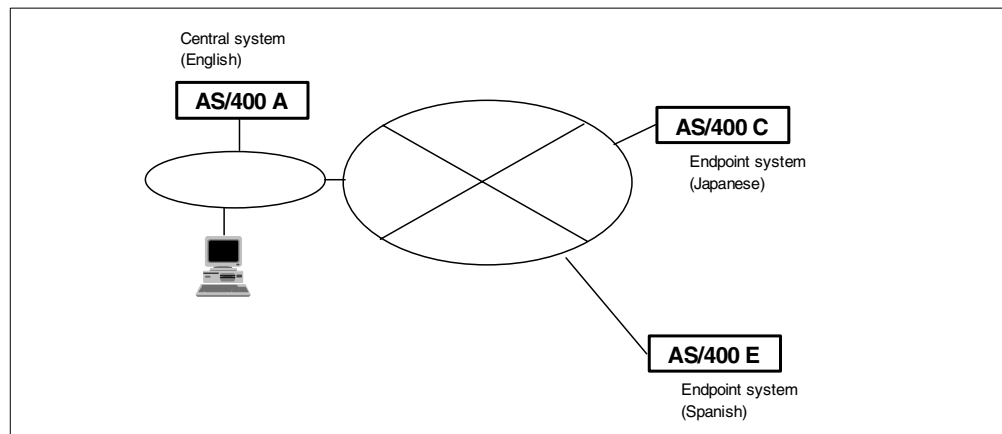 Central system
(English)
AS/400 A
AS/400 C
Endpoint system
(Japanese)
AS/400 E
Endpoint system
(Spanish)